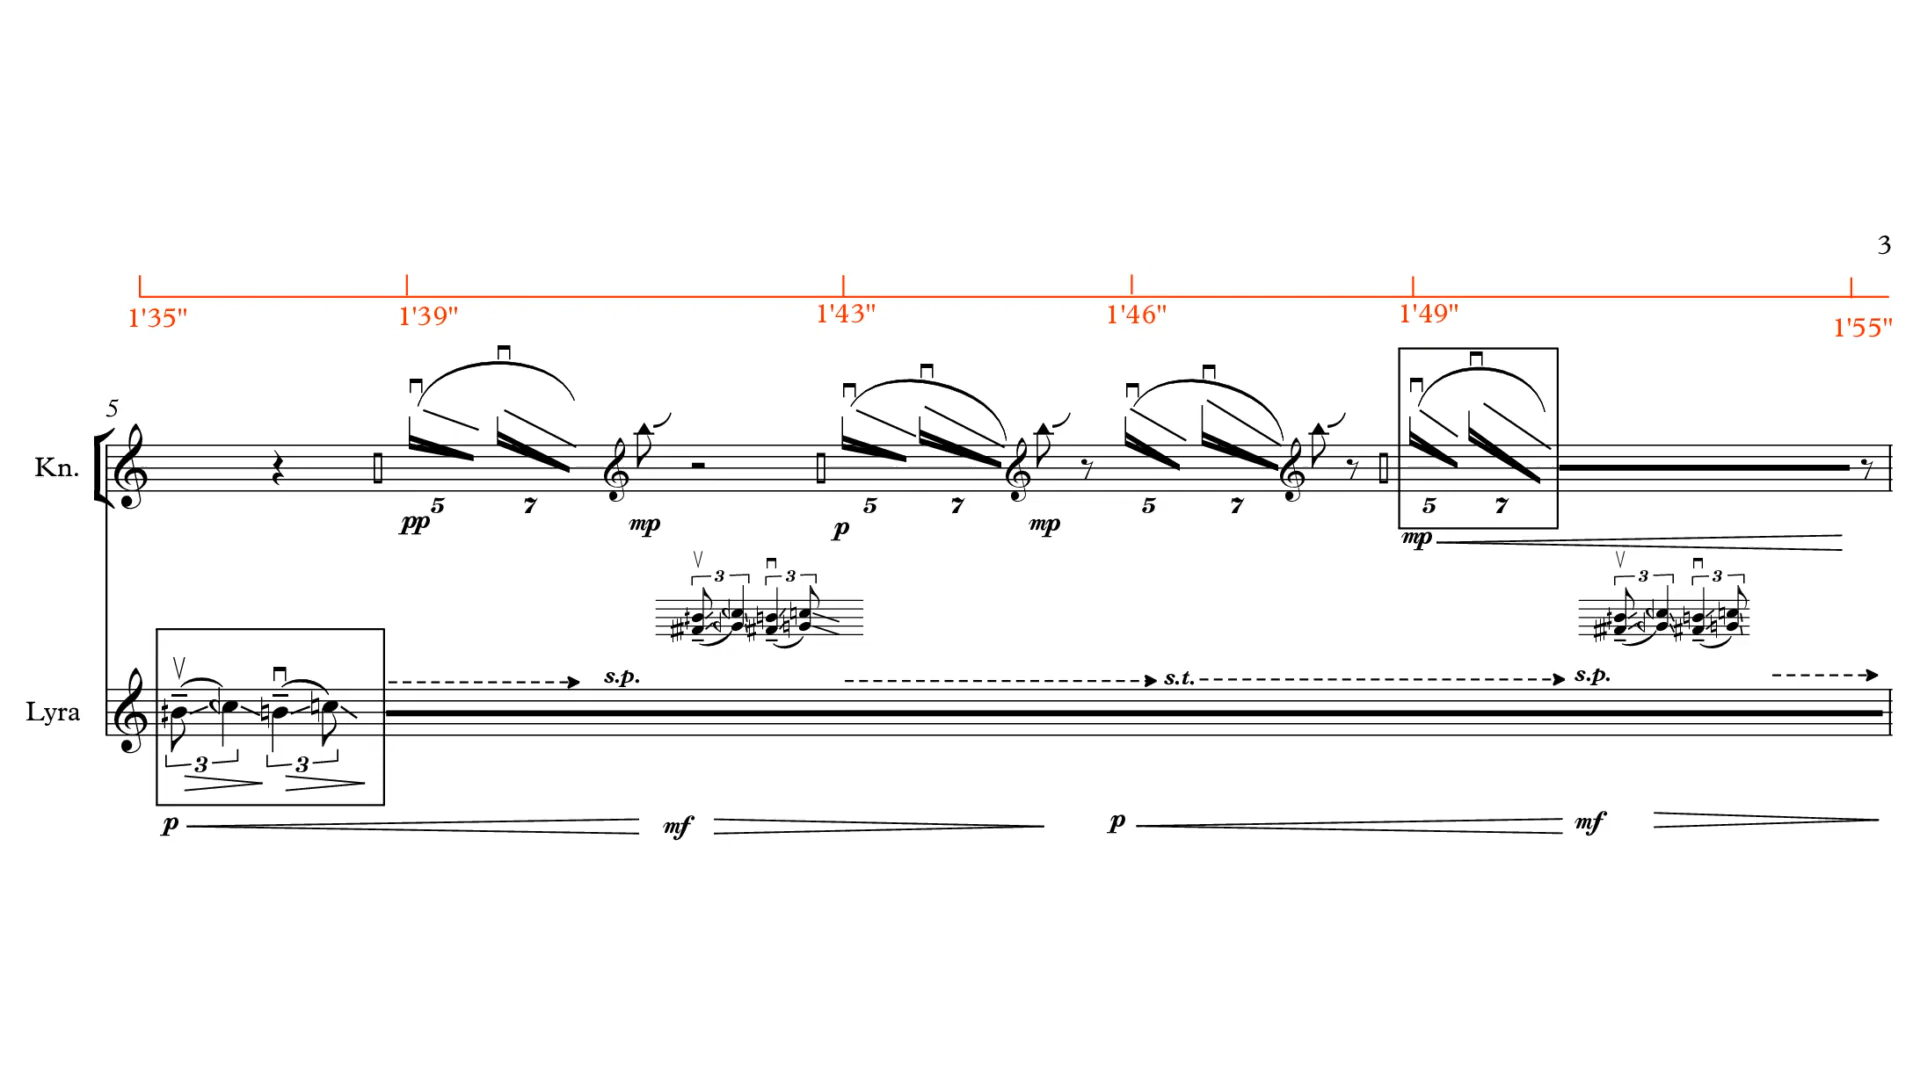 3
1'35" 1'39" 1'43" 1'46" 1'49" 1'55"
5
Kn.
5 7 5 7 5 7 5 7
pp mp p mp mp
3 3 3 3
s.p. s.t. s.p.
Lyra
3 3
p mf p mf